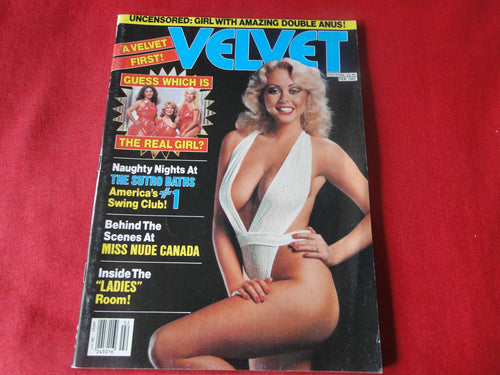 UNCENSORED: GIRL WITH AMAZING DOUBLE ANUS!
VELVET
A VELVET
FIRST!
GUESS WHICH IS
THE REAL GIRL?
Naughty Nights At
THE SUTRO BATHS
America's #1
Swing Club!
Behind The
Scenes At
MISS NUDE CANADA
Inside The
"LADIES"
Room!